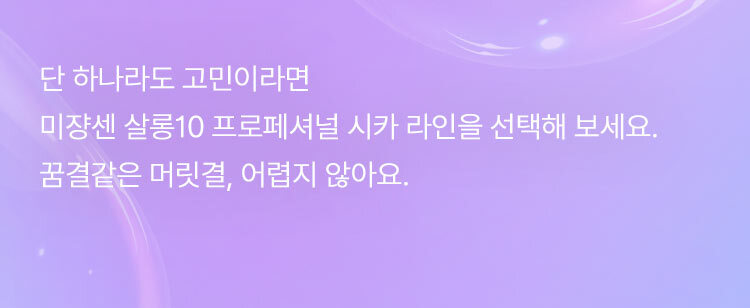 단 하나라도 고민이라면
미쟝센 살롱10 프로페셔널 시카 라인을 선택해 보세요.
꿈결같은 머릿결, 어렵지 않아요.